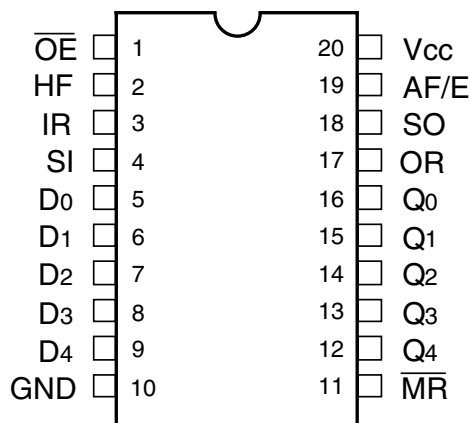 O̅E̅ 1 20 Vcc
HF 2 19 AF/E
IR 3 18 SO
SI 4 17 OR
D0 5 16 Q0
D1 6 15 Q1
D2 7 14 Q2
D3 8 13 Q3
D4 9 12 Q4
GND 10 11 M̅R̅